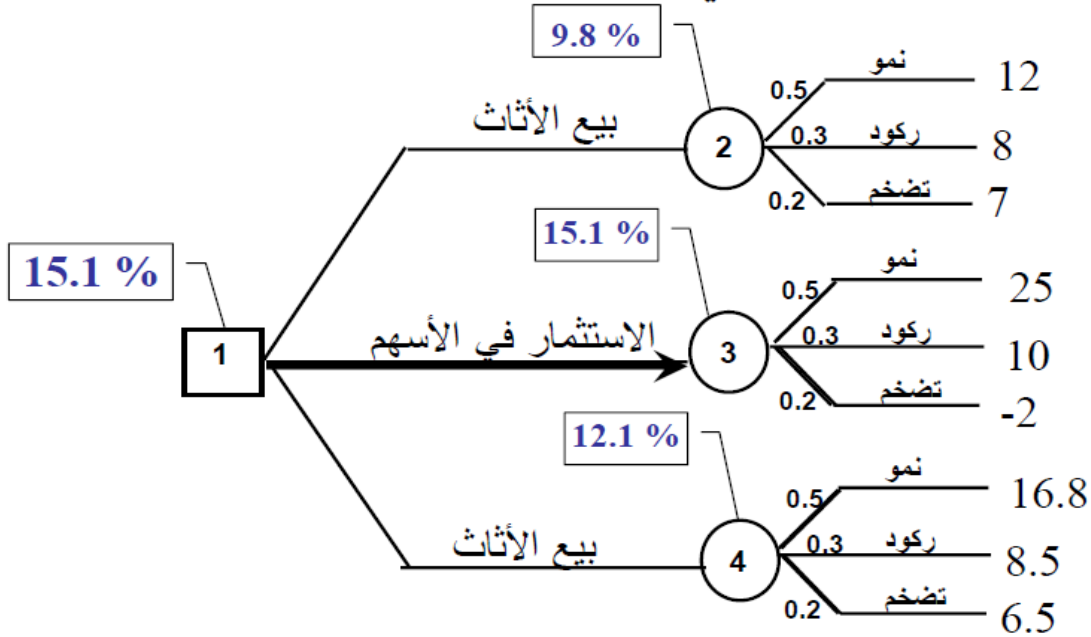 9.8 %
نمو
12
0.5
بيع الأثاث
2
0.3
ركود
8
0.2
تضخم
7
15.1 %
15.1 %
نمو
25
0.5
1
الاستثمار في الأسهم
3
0.3
ركود
10
0.2
تضخم
-2
12.1 %
نمو
16.8
0.5
بيع الأثاث
4
0.3
ركود
8.5
0.2
تضخم
6.5